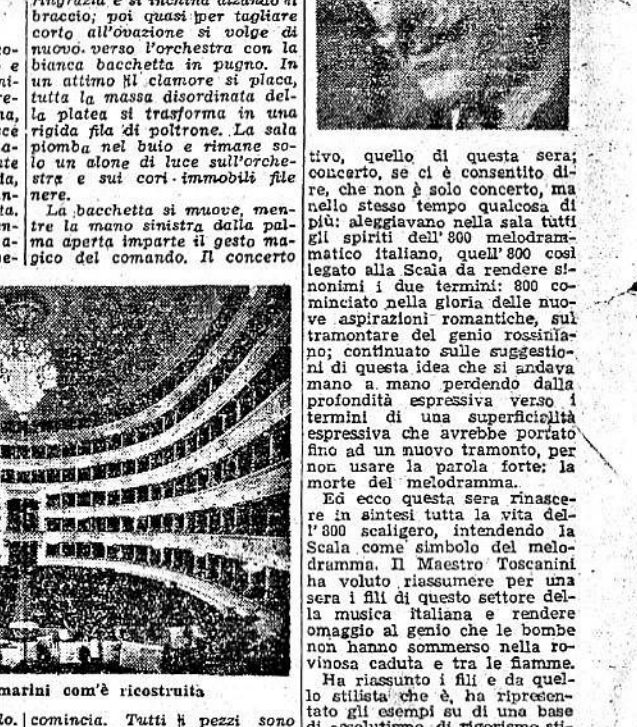 Ringrazia e si inchina alzando il
braccio; poi quasi per tagliare
corto all'ovazione si volge di
nuovo verso l'orchestra con la
bianca bacchetta in pugno. In
un attimo il clamore si placa,
tutta la massa disordinata del-
la platea si trasforma in una
rigida fila di poltrone. La sala
piomba nel buio e rimane so-
lo un alone di luce sull'orche-
stra e sui cori immobili file
nere.
La bacchetta si muove, men-
tre la mano sinistra dalla pal-
ma aperta imparte il gesto ma-
gico del comando. Il concerto
marini com'è ricostruita
lo.
comincia. Tutti i pezzi sono
tivo, quello di questa sera;
concerto, se ci è consentito di-
re, che non è solo concerto, ma
nello stesso tempo qualcosa di
più: aleggiavano nella sala tutti
gli spiriti dell'800 melodram-
matico italiano, quell'800 così
legato alla Scala da rendere si-
nonimi i due termini: 800 co-
minciato nella gloria delle nuo-
ve aspirazioni romantiche, sul
tramontare del genio rossinia-
no; continuato sulle suggestio-
ni di questa idea che si andava
mano a mano perdendo dalla
profondità espressiva verso i
termini di una superficialità
espressiva che avrebbe portato
fino ad un nuovo tramonto, per
non usare la parola forte: la
morte del melodramma.
Ed ecco questa sera rinasce-
re in sintesi tutta la vita del-
l'800 scaligero, intendendo la
Scala come simbolo del melo-
dramma. Il Maestro Toscanini
ha voluto riassumere per una
sera i fili di questo settore del-
la musica italiana e rendere
omaggio al genio che le bombe
non hanno sommerso nella ro-
vinosa caduta e tra le fiamme.
Ha riassunto i fili e da quel-
lo stilista che è, ha ripresen-
tato gli esempi su di una base
di assolutismo, di rigorismo sti-